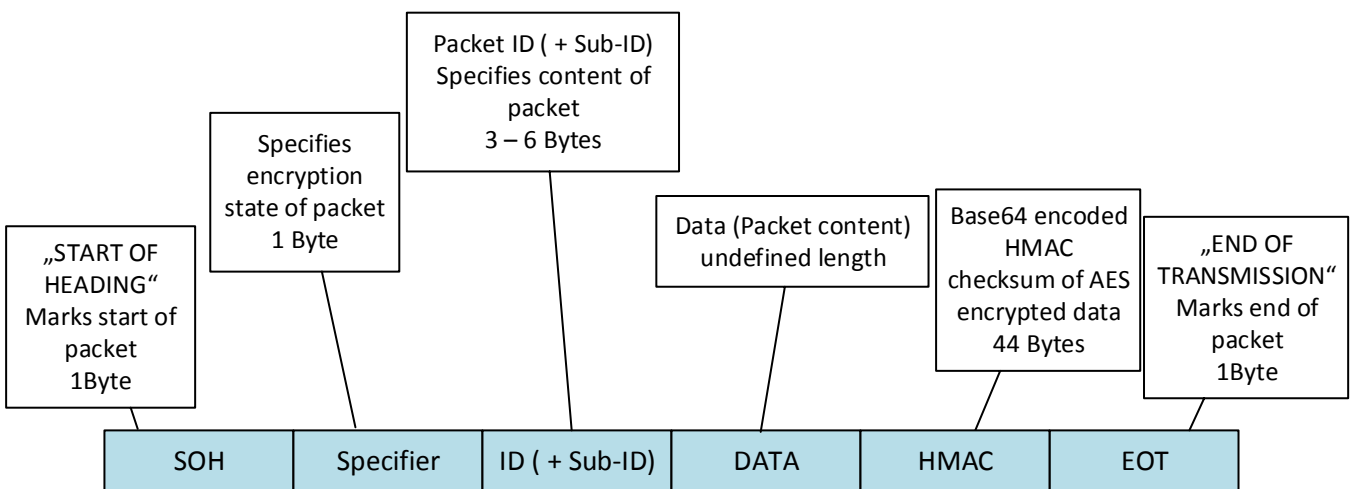 Packet ID ( + Sub-ID)
Specifies content of
packet
3 – 6 Bytes
Specifies
encryption
state of packet
1 Byte
„START OF
HEADING“
Marks start of
packet
1Byte
Data (Packet content)
undefined length
Base64 encoded
HMAC
checksum of AES
encrypted data
44 Bytes
„END OF
TRANSMISSION“
Marks end of
packet
1Byte
SOH
Specifier
ID ( + Sub-ID)
DATA
HMAC
EOT